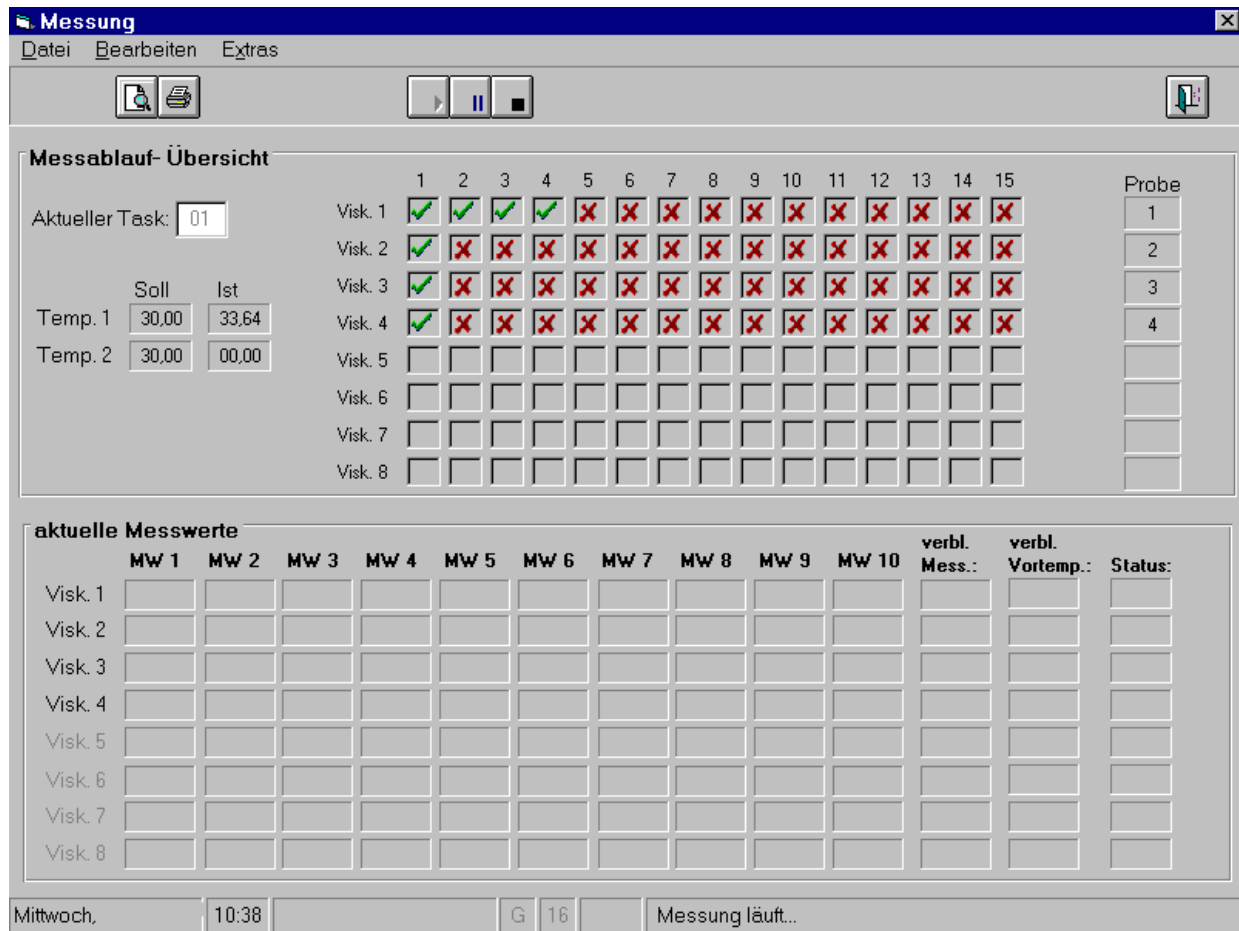 Messung
Datei Bearbeiten Extras
Messablauf- Übersicht
1 2 3 4 5 6 7 8 9 10 11 12 13 14 15 Probe
Aktueller Task: 01
Visk. 1 1
Visk. 2 2
Soll Ist
Visk. 3 3
Temp. 1 30,00 33,64
Visk. 4 4
Temp. 2 30,00 00,00
Visk. 5
Visk. 6
Visk. 7
Visk. 8
aktuelle Messwerte
MW 1 MW 2 MW 3 MW 4 MW 5 MW 6 MW 7 MW 8 MW 9 MW 10 verbl. Mess.: verbl. Vortemp.: Status:
Visk. 1
Visk. 2
Visk. 3
Visk. 4
Visk. 5
Visk. 6
Visk. 7
Visk. 8
Mittwoch, 10:38 G 16 Messung läuft...